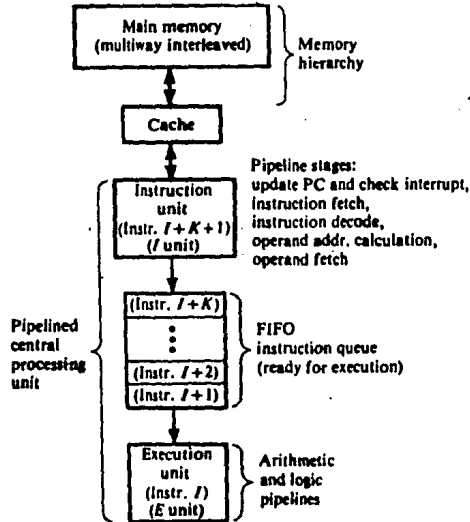 Main memory
(multiway interleaved)
Memory
hierarchy
Cache
Instruction
unit
(Instr. I + K + 1)
(I unit)
Pipeline stages:
update PC and check interrupt,
instruction fetch,
instruction decode,
operand addr. calculation,
operand fetch
Pipelined
central
processing
unit
(Instr. I + K)
(Instr. I + 2)
(Instr. I + 1)
FIFO
instruction queue
(ready for execution)
Execution
unit
(Instr. I)
(E unit)
Arithmetic
and logic
pipelines